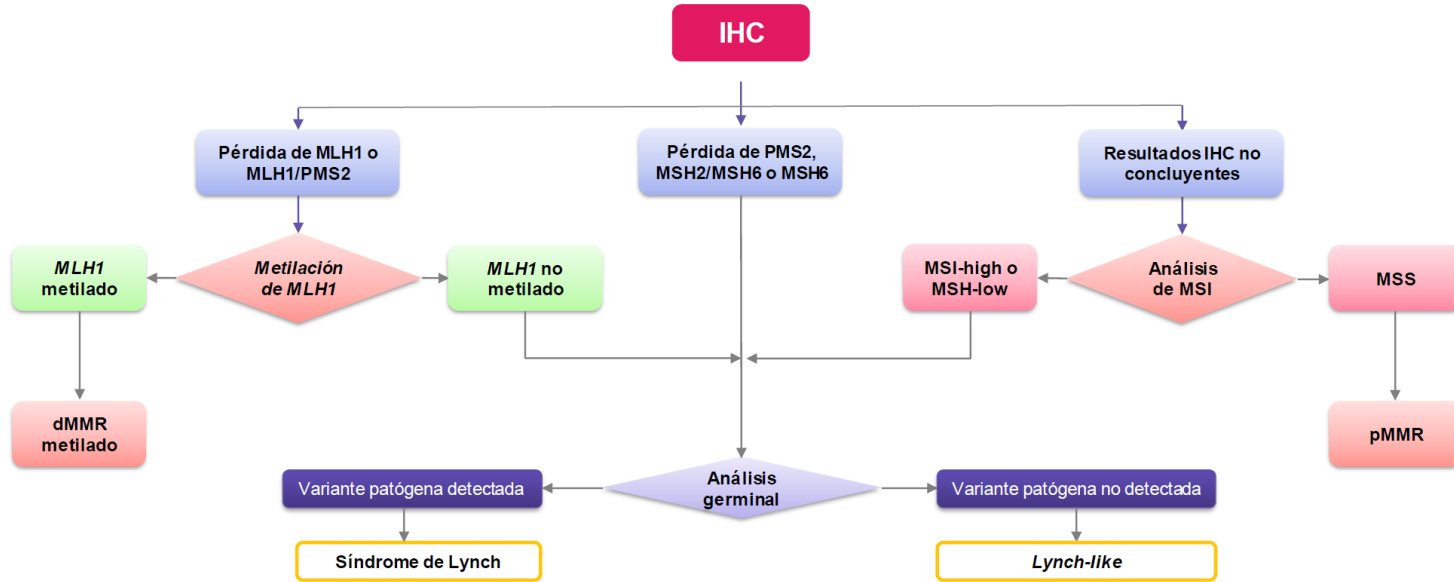 IHC
Pérdida de MLH1 o
MLH1/PMS2
Pérdida de PMS2,
MSH2/MSH6 o MSH6
Resultados IHC no
concluyentes
MLH1
metilado
Metilación
de MLH1
MLH1 no
metilado
MSI-high o
MSH-low
Análisis
de MSI
MSS
dMMR
metilado
pMMR
Variante patógena detectada
Análisis
germinal
Variante patógena no detectada
Síndrome de Lynch
Lynch-like